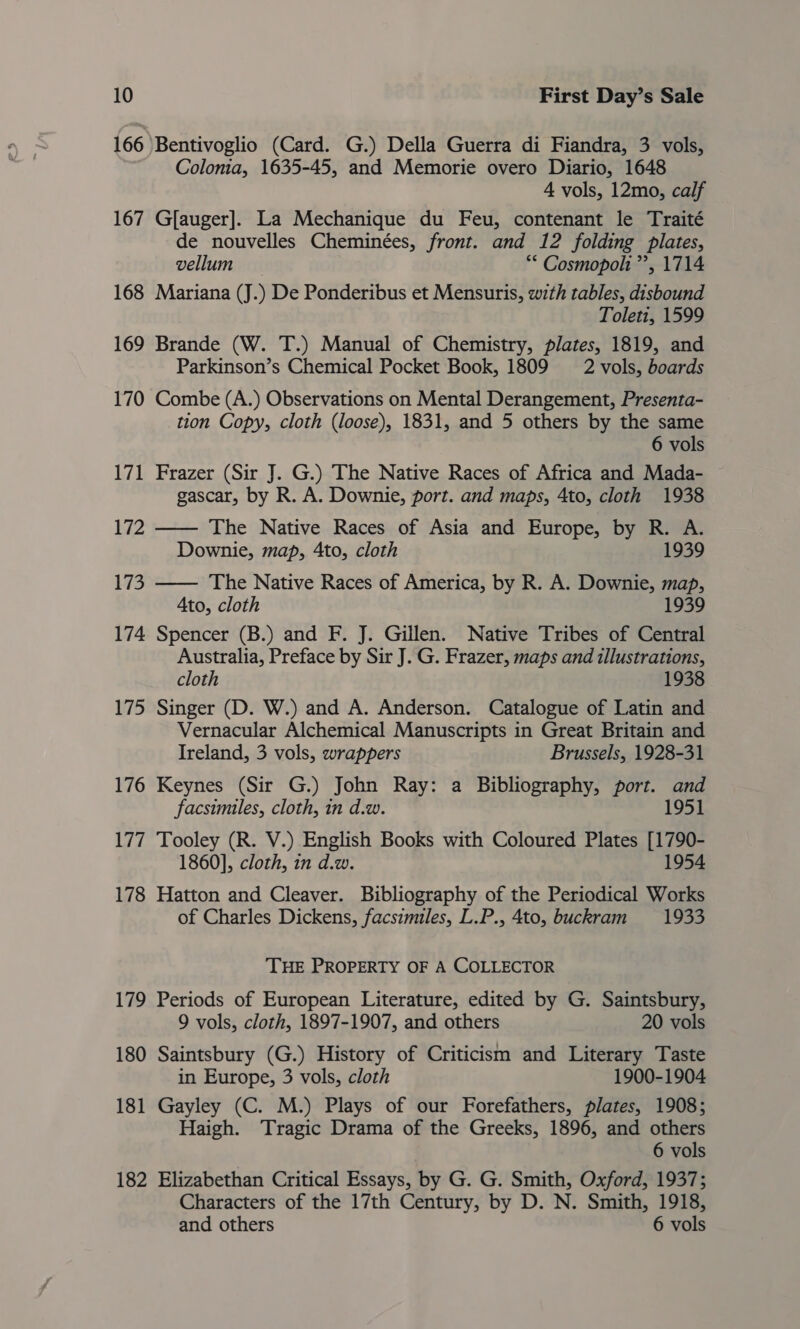 10 First Day's Sale
166 Bentivoglio (Card. G.) Della Guerra di Fiandra, 3 vols,
Colonia, 1635-45, and Memorie overo Diario, 1648
4 vols, 12mo, calf
167 G[auger]. La Mechanique du Feu, contenant le Traité
de nouvelles Cheminées, front. and 12 folding plates,
vellum “Cosmopoli”, 1714
168 Mariana (J.) De Ponderibus et Mensuris, with tables, disbound
Toleti, 1599
169 Brande (W. T.) Manual of Chemistry, plates, 1819, and
Parkinson's Chemical Pocket Book, 1809 2 vols, boards
170 Combe (A.) Observations on Mental Derangement, Presenta-
tion Copy, cloth (loose), 1831, and 5 others by the same
6 vols
171 Frazer (Sir J. G.) The Native Races of Africa and Mada-
gascar, by R. A. Downie, port. and maps, 4to, cloth 1938
172 —— The Native Races of Asia and Europe, by R. A.
Downie, map, 4to, cloth 1939
173 —— The Native Races of America, by R. A. Downie, map,
4to, cloth 1939
174 Spencer (B.) and F. J. Gillen. Native Tribes of Central
Australia, Preface by Sir J. G. Frazer, maps and illustrations,
cloth 1938
175 Singer (D. W.) and A. Anderson. Catalogue of Latin and
Vernacular Alchemical Manuscripts in Great Britain and
Ireland, 3 vols, wrappers Brussels, 1928-31
176 Keynes (Sir G.) John Ray: a Bibliography, port. and
facsimiles, cloth, in d.w. 1951
177 Tooley (R. V.) English Books with Coloured Plates [1790-
1860], cloth, in d.w. 1954
178 Hatton and Cleaver. Bibliography of the Periodical Works
of Charles Dickens, facsimiles, L.P., 4to, buckram 1933
THE PROPERTY OF A COLLECTOR
179 Periods of European Literature, edited by G. Saintsbury,
9 vols, cloth, 1897-1907, and others 20 vols
180 Saintsbury (G.) History of Criticism and Literary Taste
in Europe, 3 vols, cloth 1900-1904
181 Gayley (C. M.) Plays of our Forefathers, plates, 1908;
Haigh. Tragic Drama of the Greeks, 1896, and others
6 vols
182 Elizabethan Critical Essays, by G. G. Smith, Oxford, 1937;
Characters of the 17th Century, by D. N. Smith, 1918,
and others 6 vols